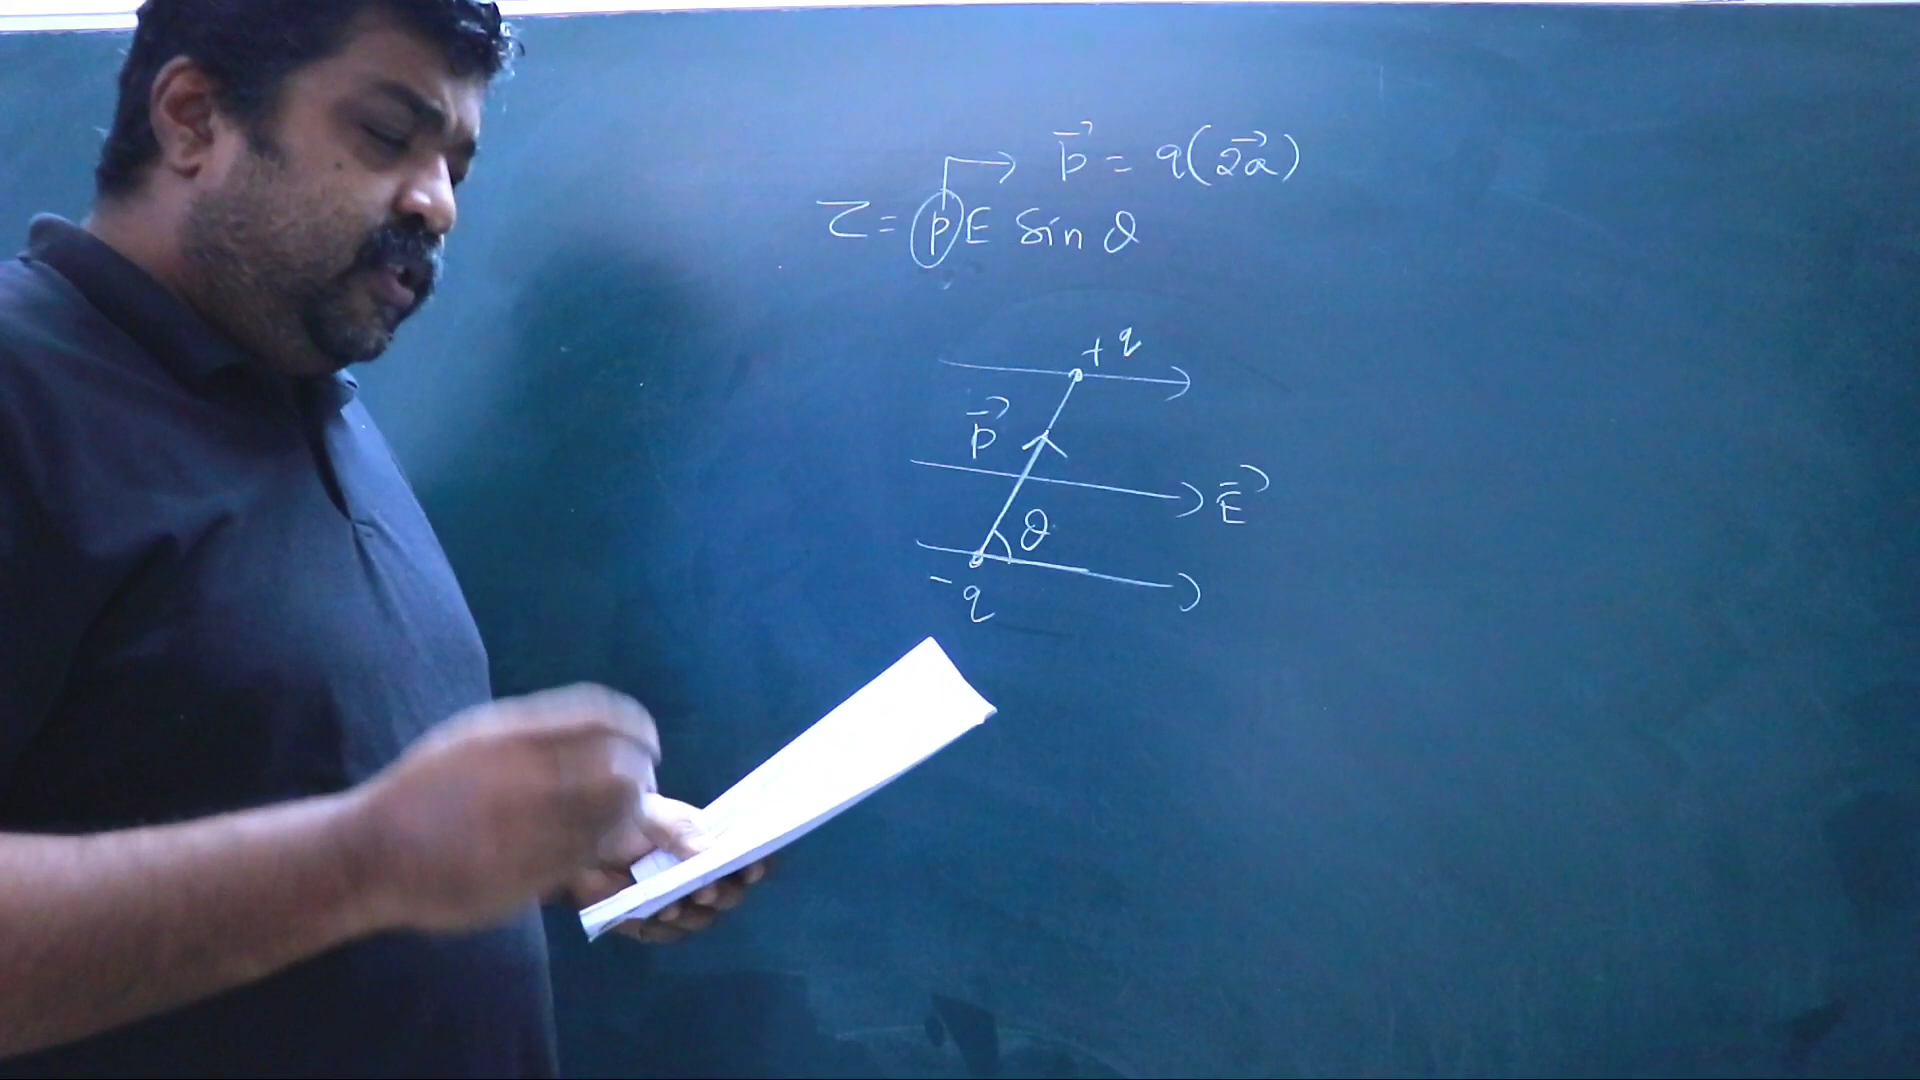 p⃗ = q(2a⃗)
τ = pE sin θ
+q
p⃗
E⃗
θ
-q